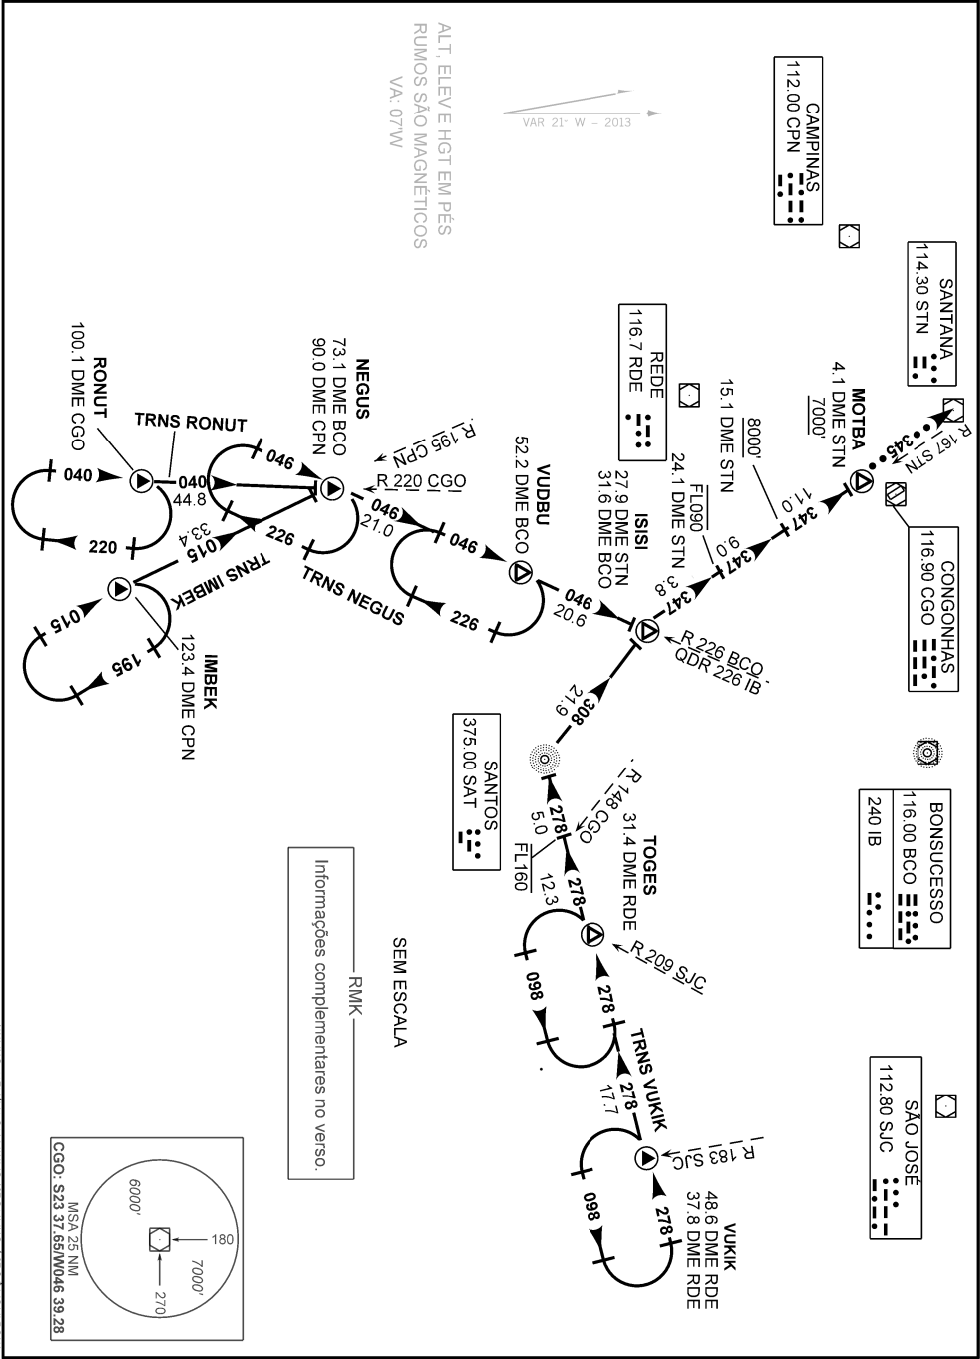 ALT, ELEV E HGT EM PÉS
RUMOS SÃO MAGNÉTICOS
VA: 07'W
VAR 21° W - 2013
CAMPINAS
112.00 CPN
SANTANA
114.30 STN
R 167 STN
345
MOTBA
4.1 DME STN
7000'
CONGONHAS
116.90 CGO
REDE
116.7 RDE
8000'
15.1 DME STN
11.0
347
FL090
24.1 DME STN
9.0
347
3.8
347
ISISI
27.9 DME STN
31.6 DME BCO
R 226 BCO
QDR 226 IB
BONSUCESSO
116.00 BCO
240 IB
VUDBU
52.2 DME BCO
046
20.6
046
226
NEGUS
73.1 DME BCO
90.0 DME CPN
R 195 CPN
R 220 CGO
046
21.0
046
226
TRNS NEGUS
TRNS RONUT
RONUT
100.1 DME CGO
040
44.8
040
220
015
33.4
TRNS IMBEK
IMBEK
123.4 DME CPN
015
195
308
21.9
SANTOS
375.00 SAT
278
5.0
R 148 CGO
FL160
12.3
278
TOGES
31.4 DME RDE
R 209 SJC
278
098
TRNS VUKIK
278
17.7
R 183 SJC
VUKIK
48.6 DME RDE
37.8 DME RDE
278
098
SÃO JOSÉ
112.80 SJC
SEM ESCALA
RMK
Informações complementares no verso.
180
270
6000'
7000'
MSA 25 NM
CGO: S23 37.65/W046 39.28